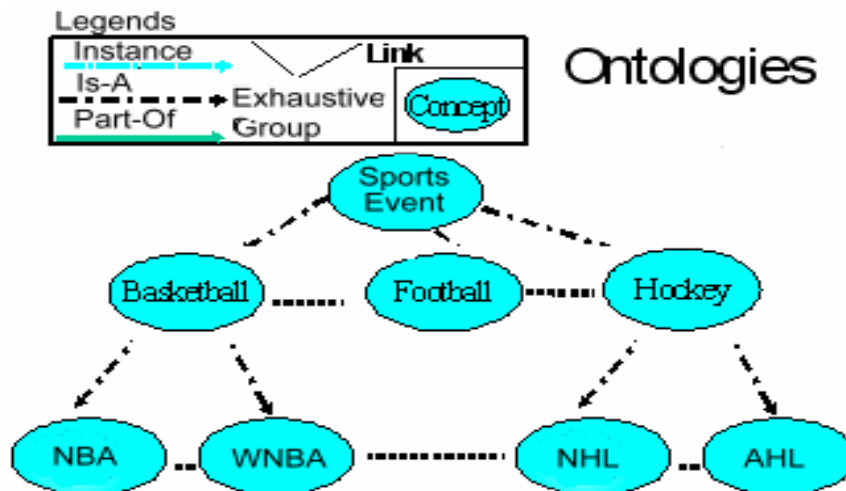 Legends
Instance
Link
Ontologies
Is-A
Exhaustive
Group
Concept
Part-Of
Sports
Event
Basketball
Football
Hockey
NBA
WNBA
NHL
AHL